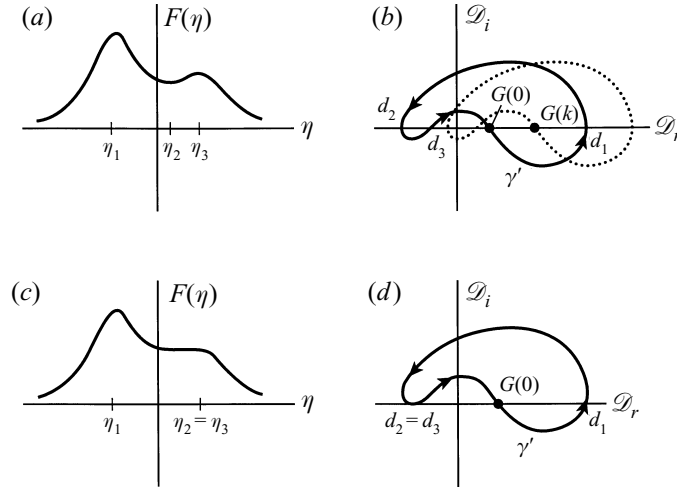 (a)
F(η)
η₁
η₂
η₃
η
(b)
𝒟ᵢ
d₂
d₃
G(0)
G(k)
d₁
𝒟ᵣ
γ′
(c)
F(η)
η₁
η₂ = η₃
η
(d)
𝒟ᵢ
G(0)
d₂ = d₃
d₁
𝒟ᵣ
γ′